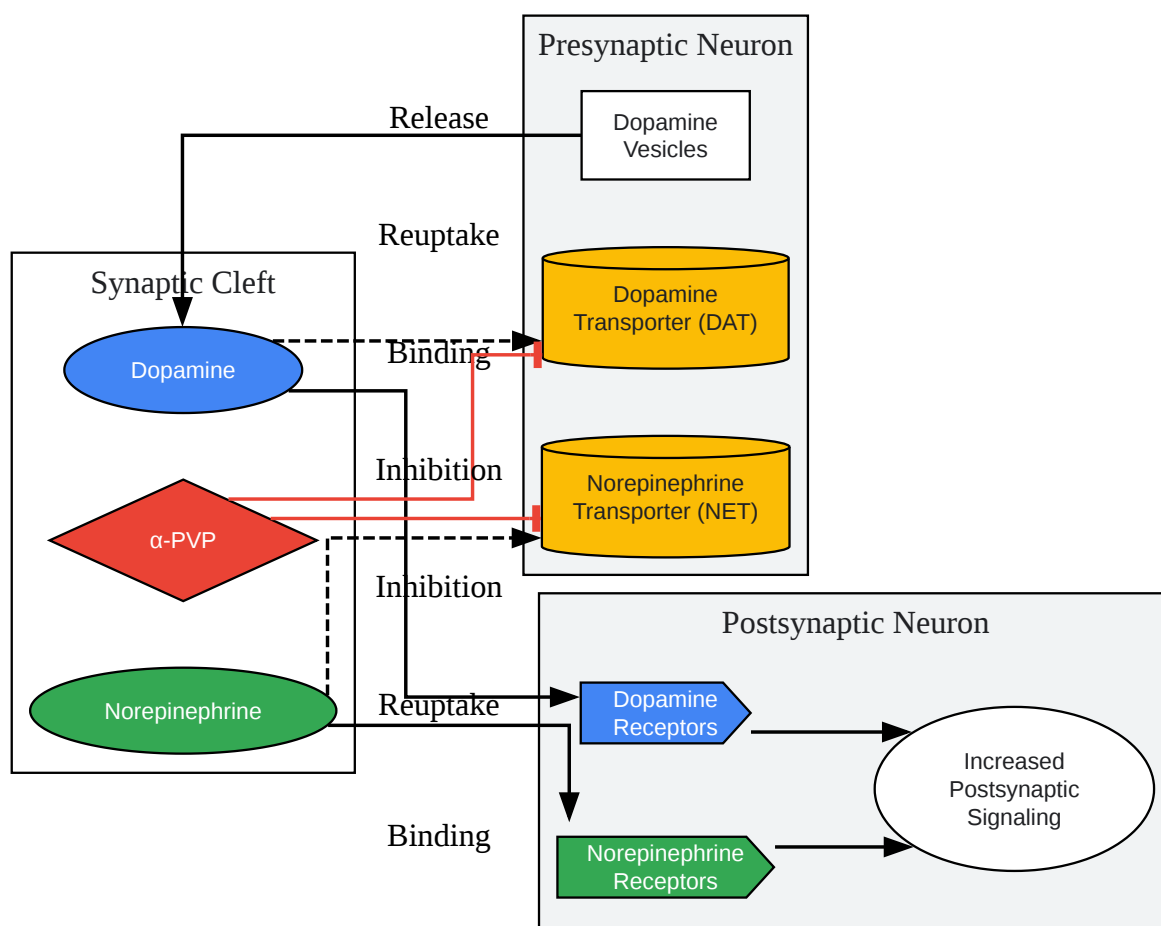 Presynaptic Neuron
Release
Dopamine
Vesicles
Reuptake
Synaptic Cleft
Dopamine
Transporter (DAT)
Binding
Dopamine
Inhibition
Norepinephrine
Transporter (NET)
α-PVP
Inhibition
Postsynaptic Neuron
Norepinephrine
Reuptake
Dopamine
Receptors
Increased
Postsynaptic
Signaling
Binding
Norepinephrine
Receptors